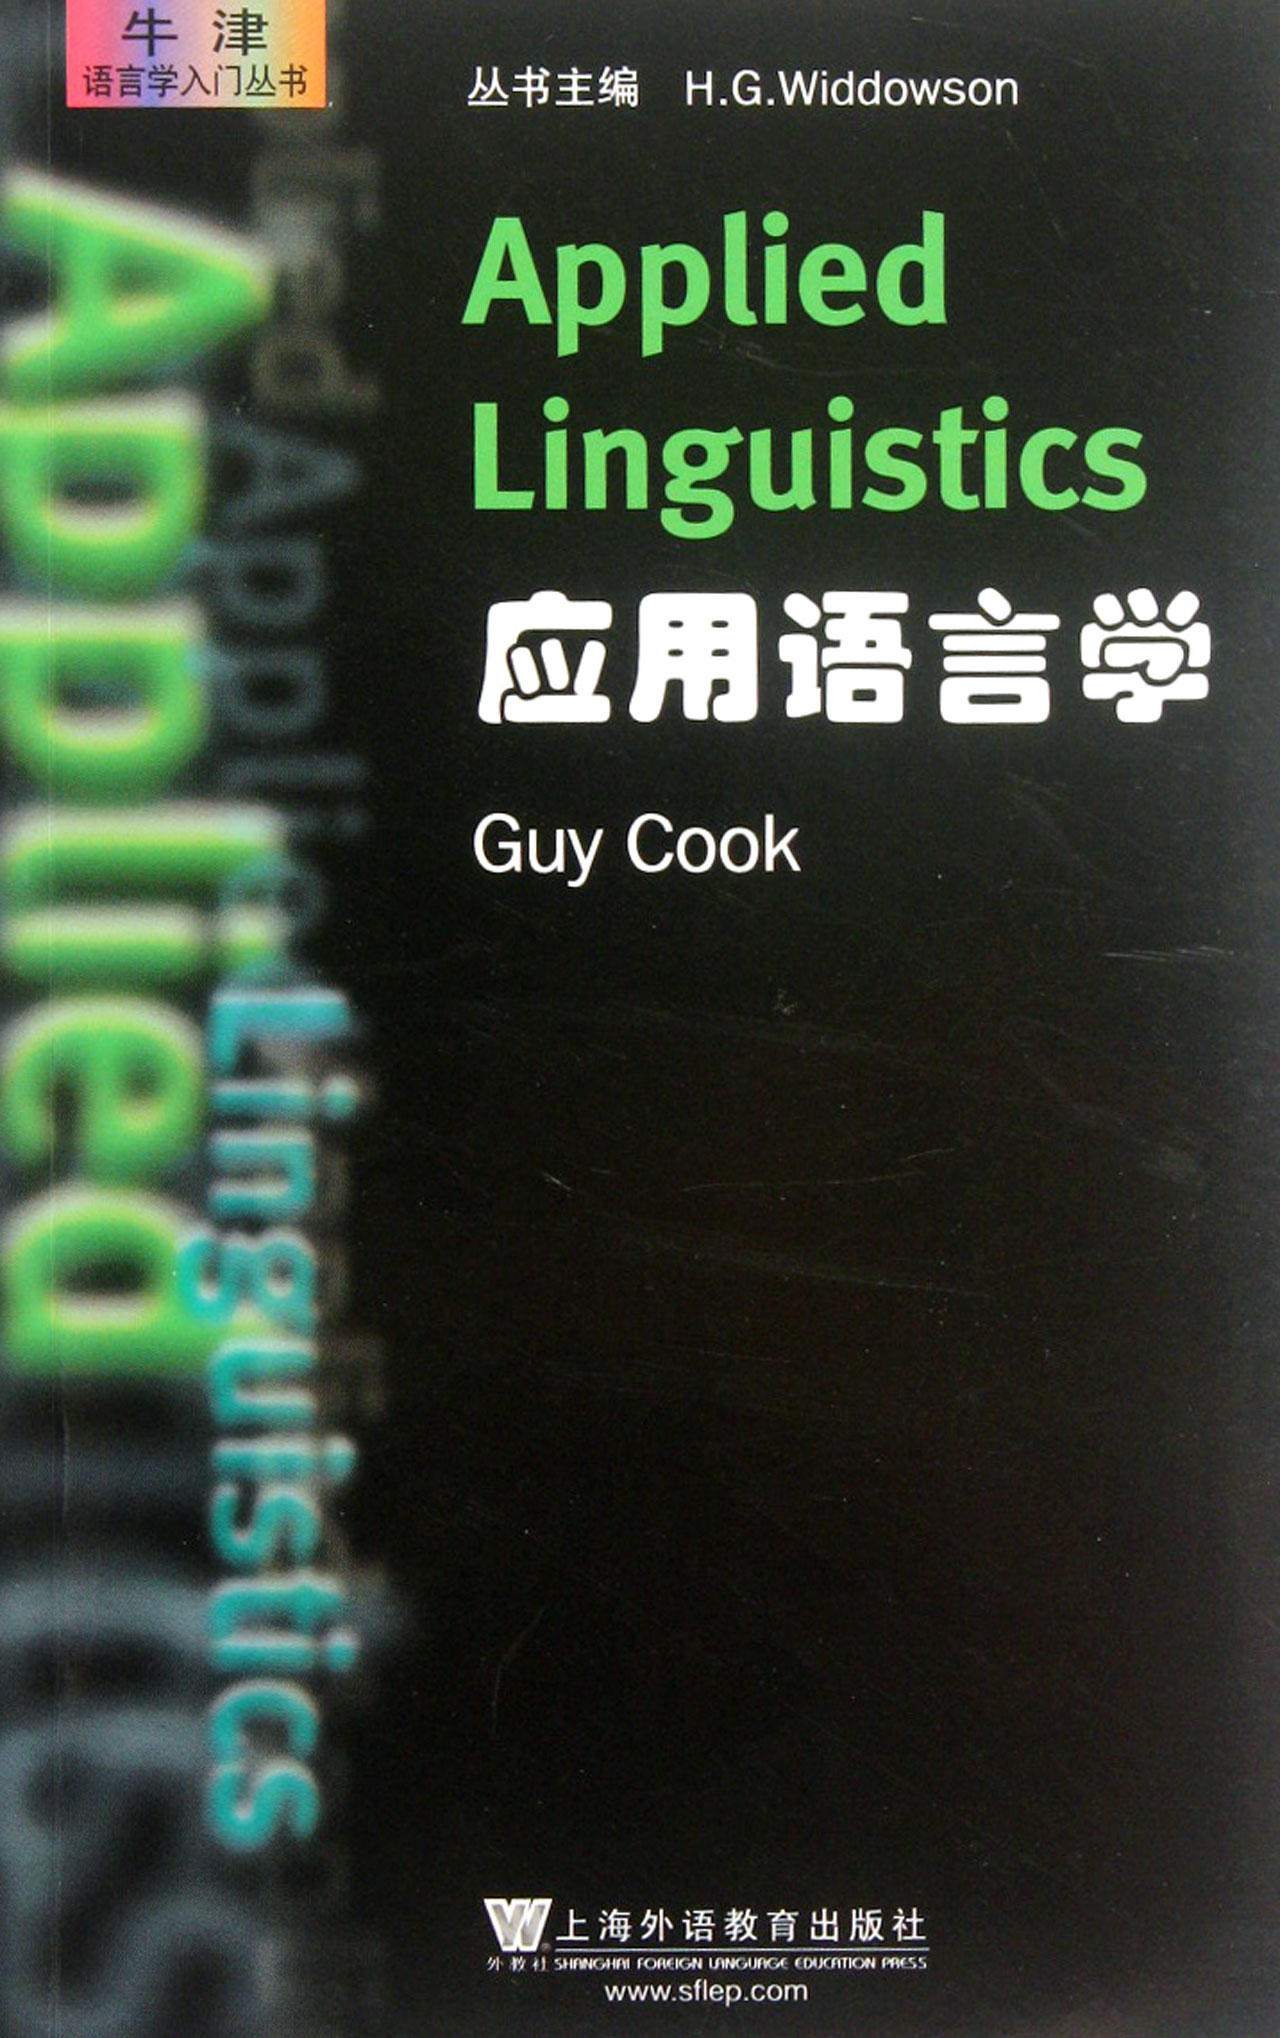 牛 津
语言学入门丛书
丛书主编 H.G.Widdowson
Applied
Linguistics
应用语言学
Guy Cook
Applied
Applie
Linguistics
上海外语教育出版社
外教社 SHANGHAI FOREIGN LANGUAGE EDUCATION PRESS
www.sflep.com